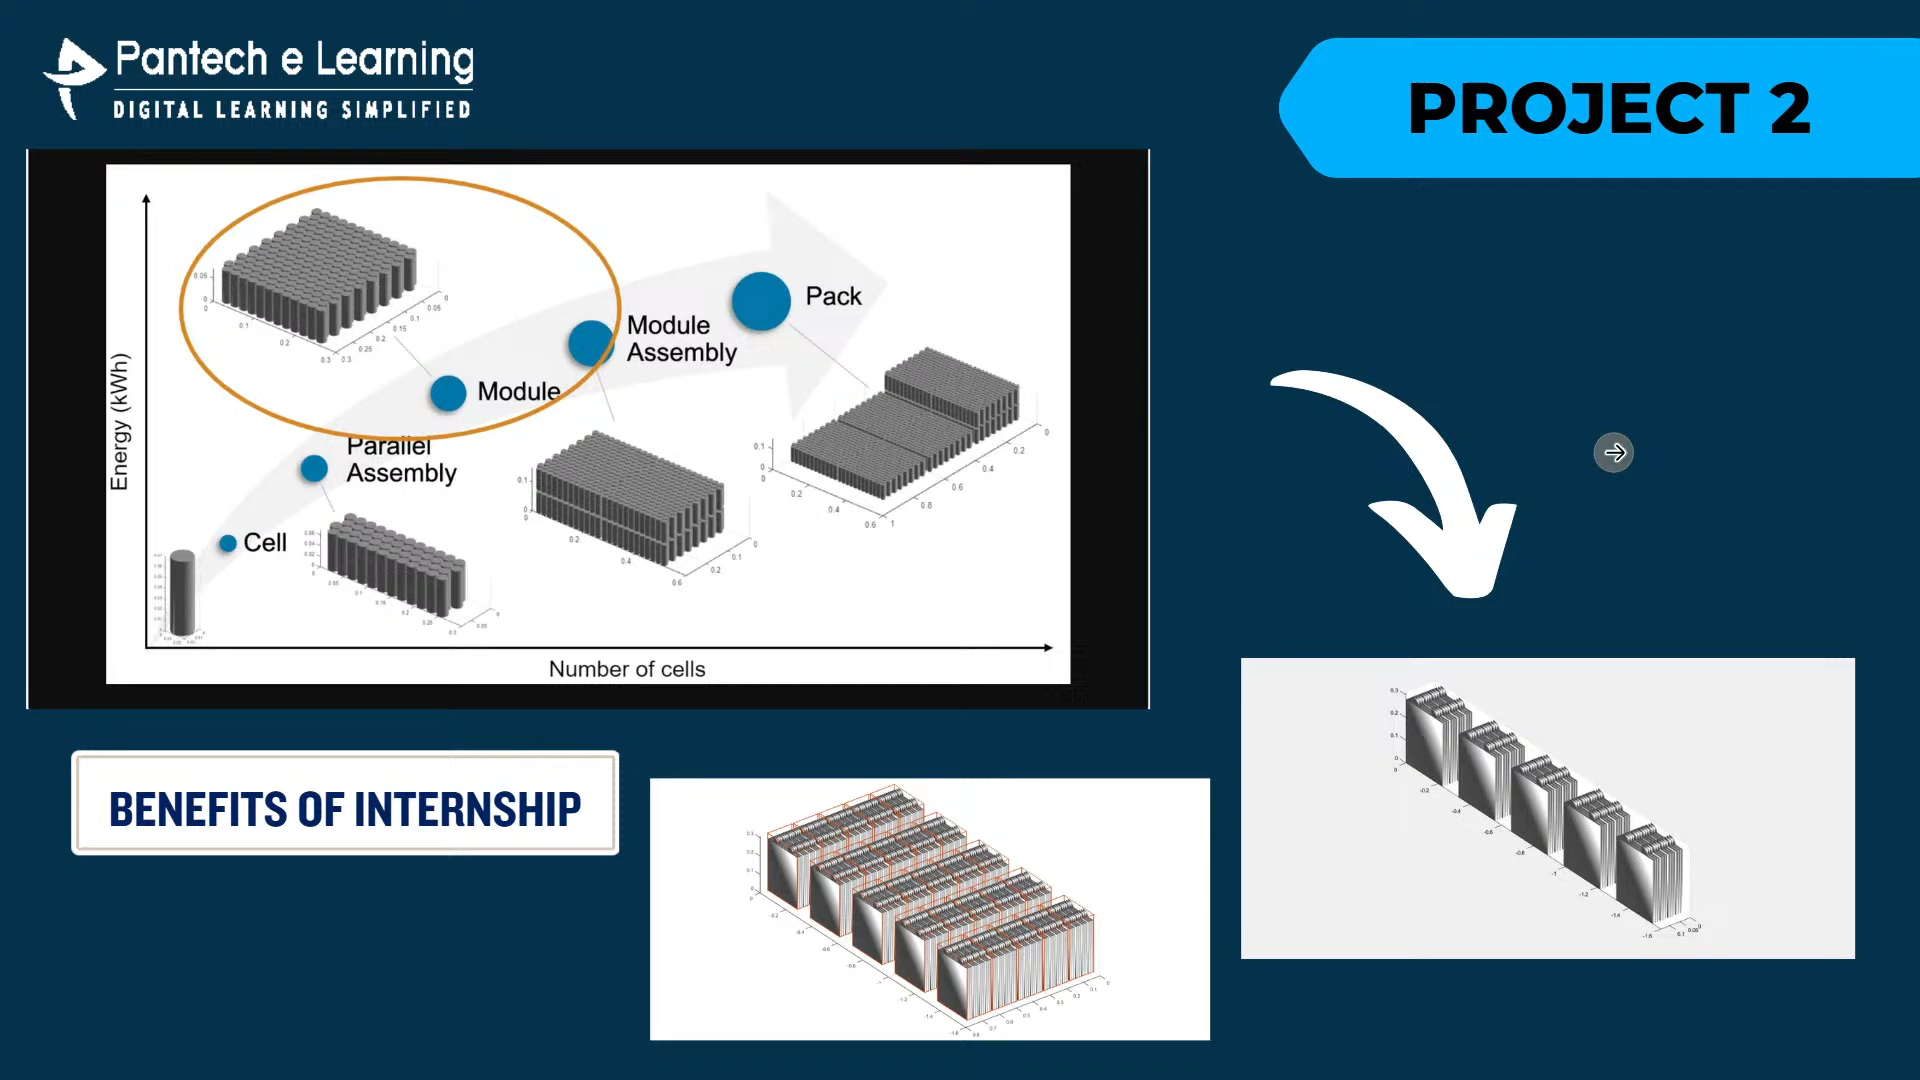 Pantech e Learning
DIGITAL LEARNING SIMPLIFIED
PROJECT 2
Energy (kWh)
Pack
Module
Assembly
Module
Parallel
Assembly
Cell
Number of cells
BENEFITS OF INTERNSHIP